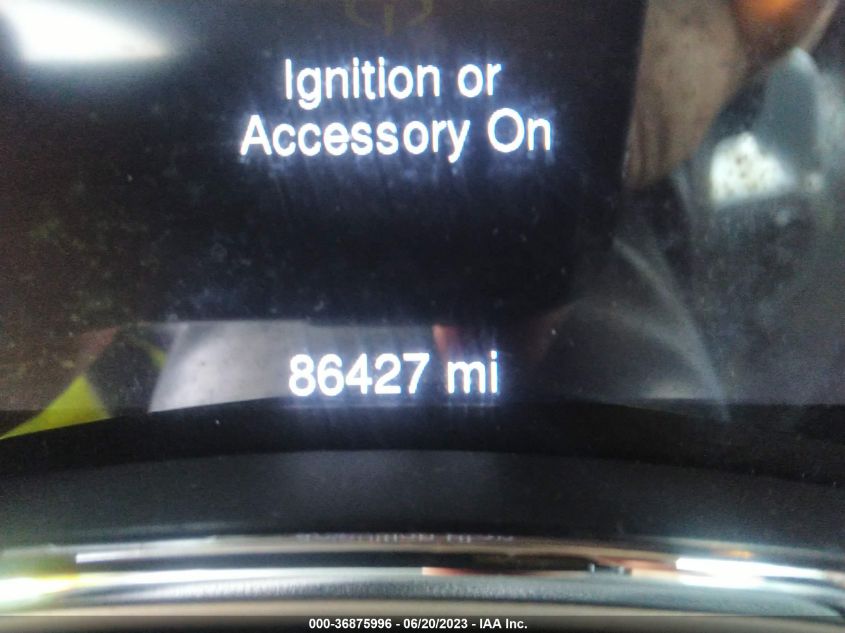 Ignition or
Accessory On
86427 mi
000-36875996 - 06/20/2023 - IAA Inc.